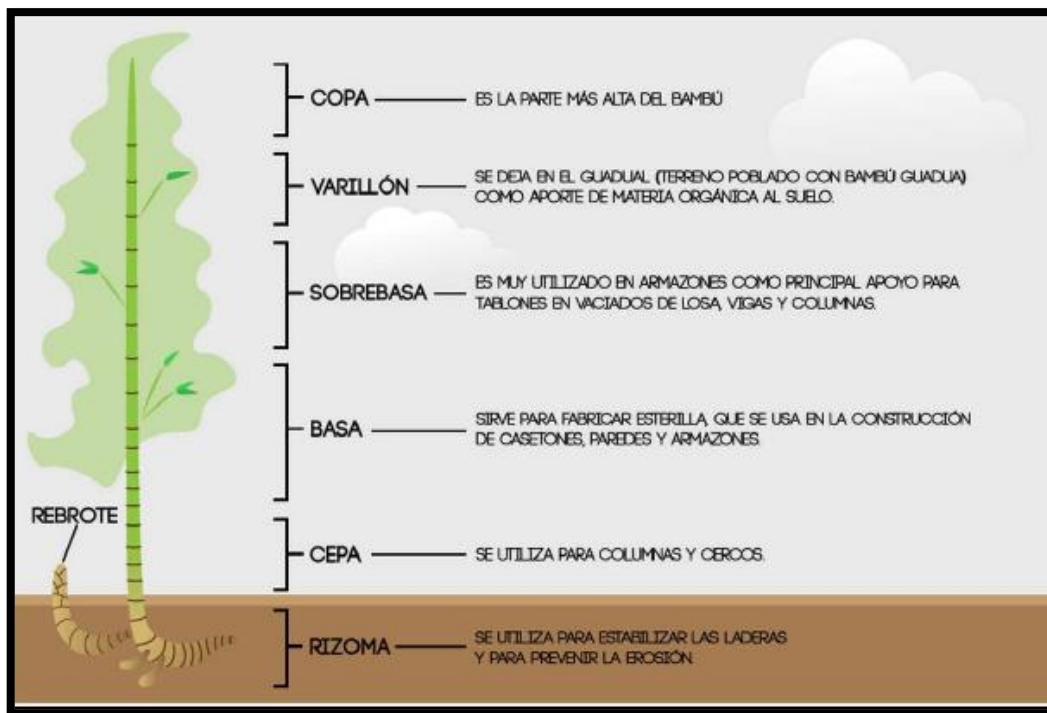 COPA
ES LA PARTE MÁS ALTA DEL BAMBÚ
VARILLÓN
SE DEJA EN EL GUADUAL (TERRENO POBLADO CON BAMBÚ GUADUA)
COMO APORTE DE MATERIA ORGÁNICA AL SUELO.
SOBREBASA
ES MUY UTILIZADO EN ARMAZONES COMO PRINCIPAL APOYO PARA
TABLONES EN VACIADOS DE LOSA, VIGAS Y COLUMNAS.
BASA
SIRVE PARA FABRICAR ESTERILLA, QUE SE USA EN LA CONSTRUCCIÓN
DE CASETONES, PAREDES Y ARMAZONES.
REBROTE
CEPA
SE UTILIZA PARA COLUMNAS Y CERCOS.
RIZOMA
SE UTILIZA PARA ESTABILIZAR LAS LADERAS
Y PARA PREVENIR LA EROSIÓN.